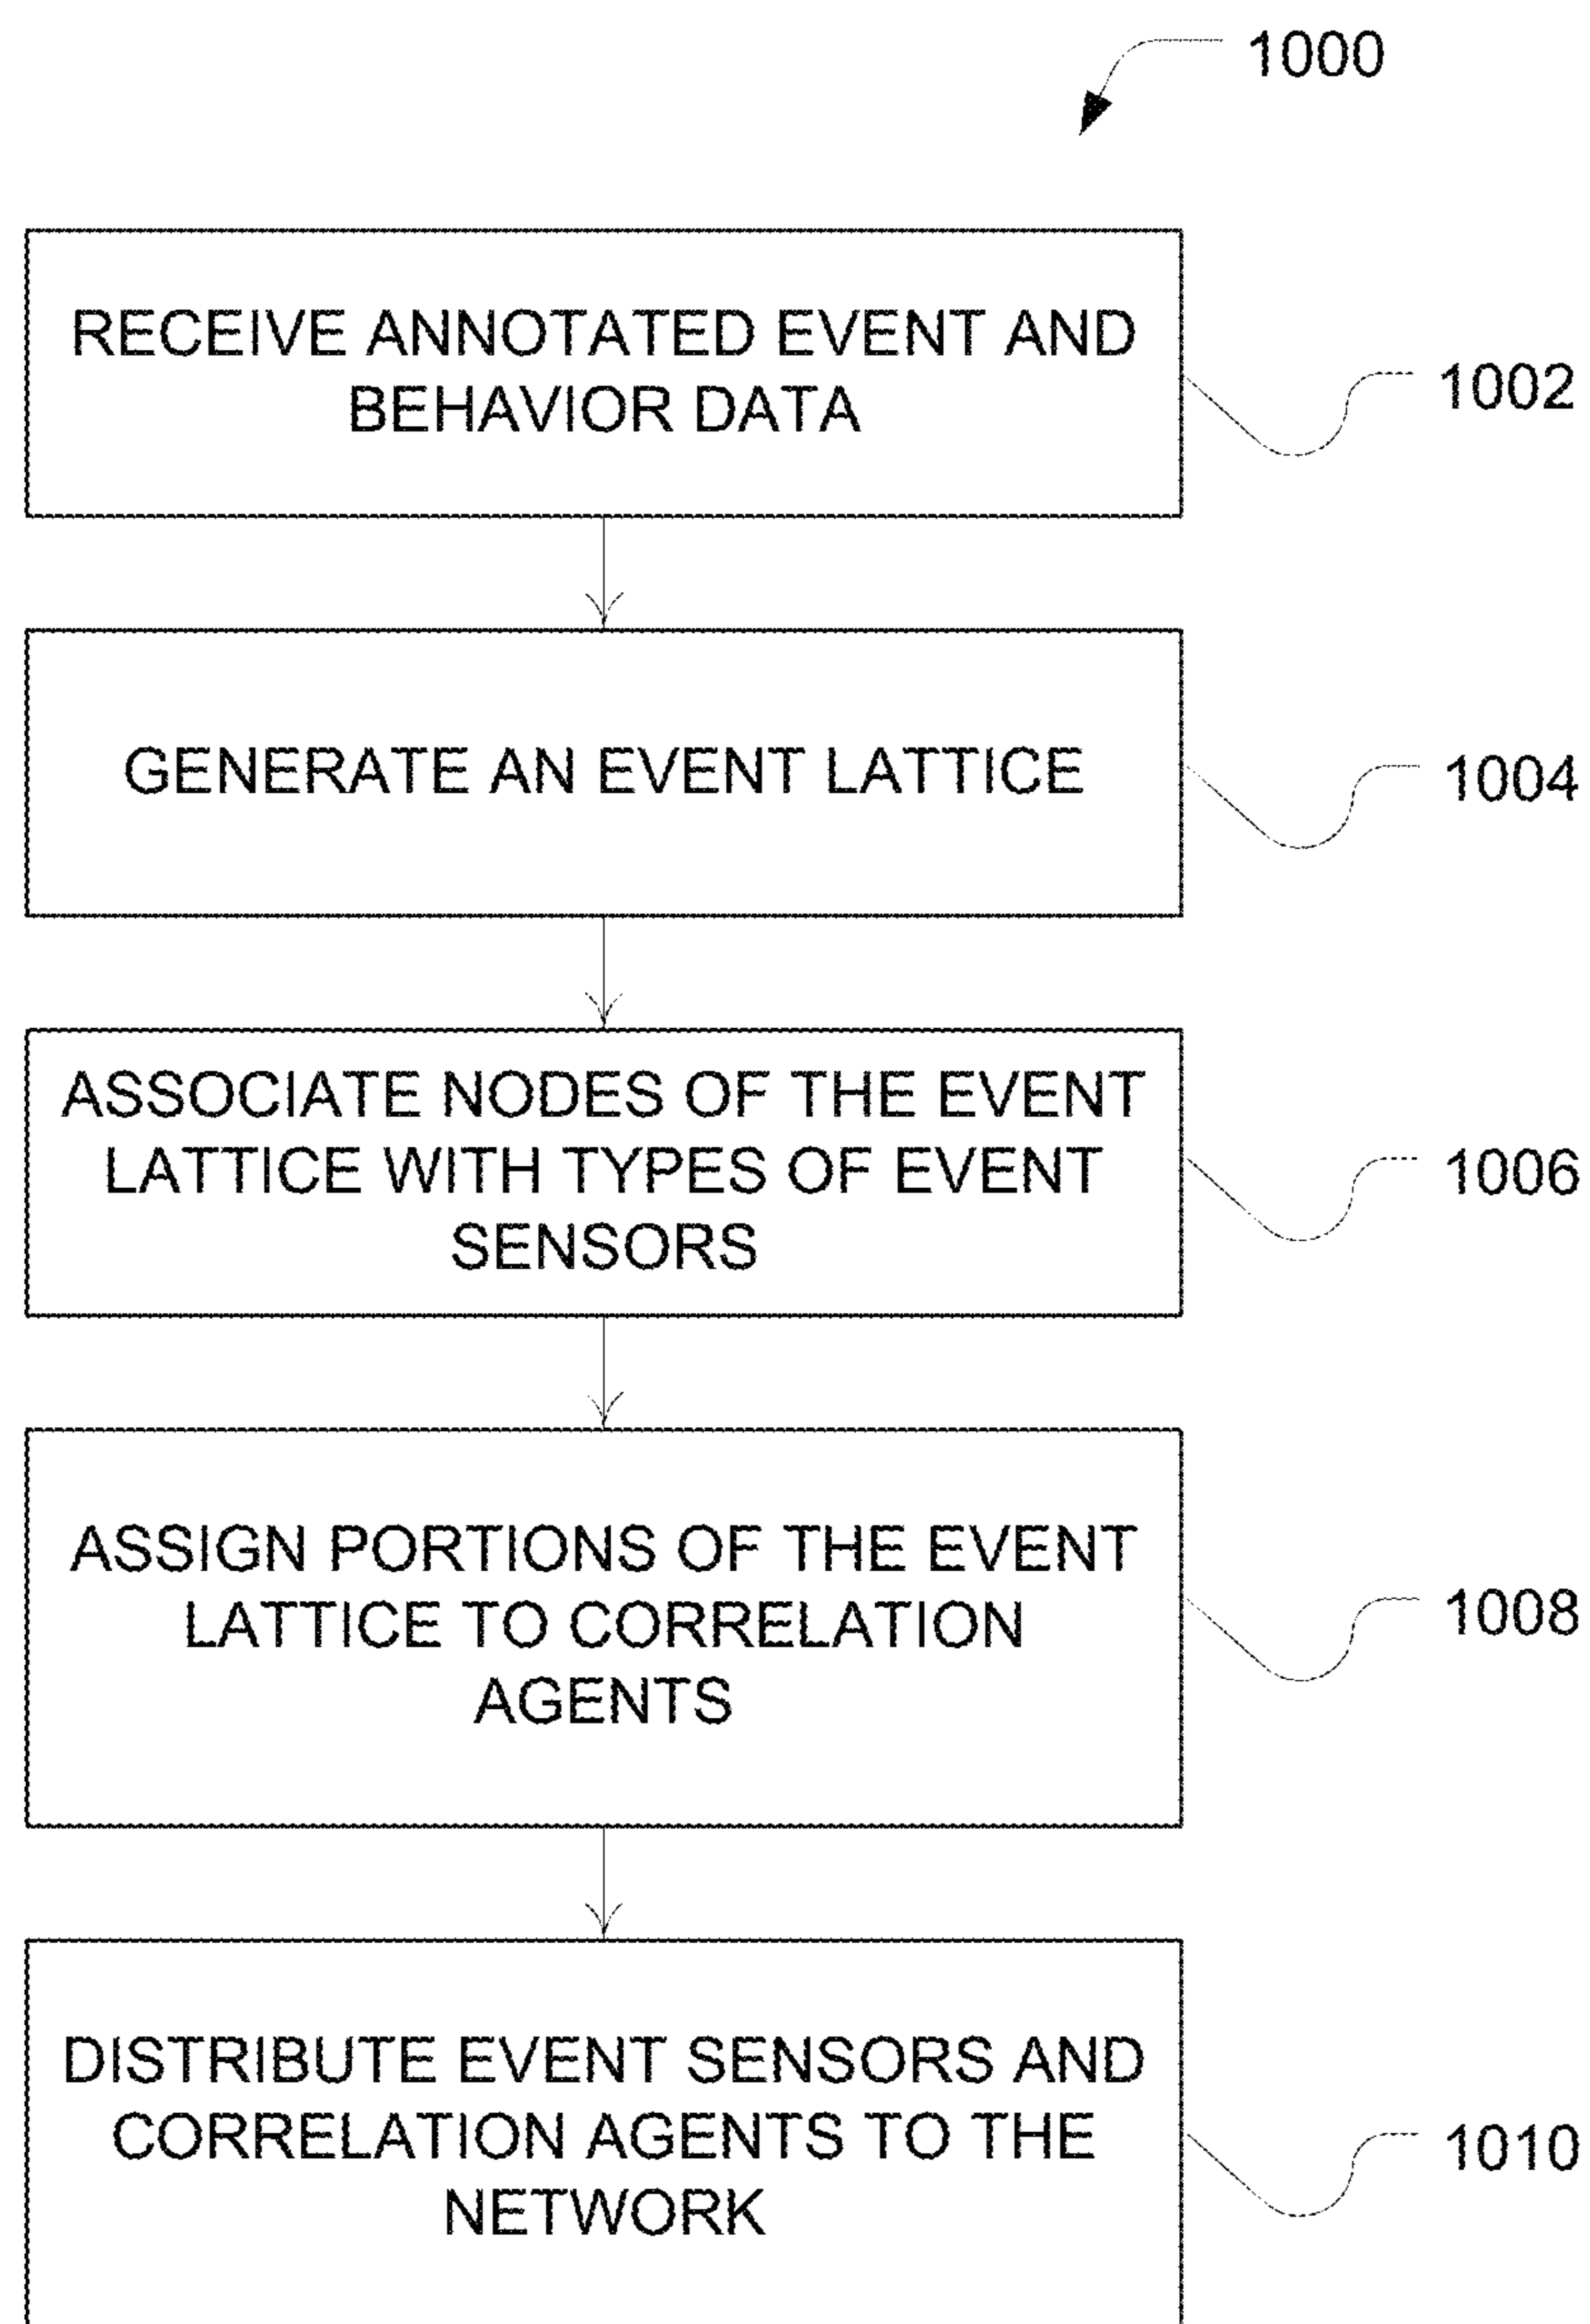 1000
RECEIVE ANNOTATED EVENT AND
BEHAVIOR DATA
1002
GENERATE AN EVENT LATTICE
1004
ASSOCIATE NODES OF THE EVENT
LATTICE WITH TYPES OF EVENT
SENSORS
1006
ASSIGN PORTIONS OF THE EVENT
LATTICE TO CORRELATION
AGENTS
1008
DISTRIBUTE EVENT SENSORS AND
CORRELATION AGENTS TO THE
NETWORK
1010